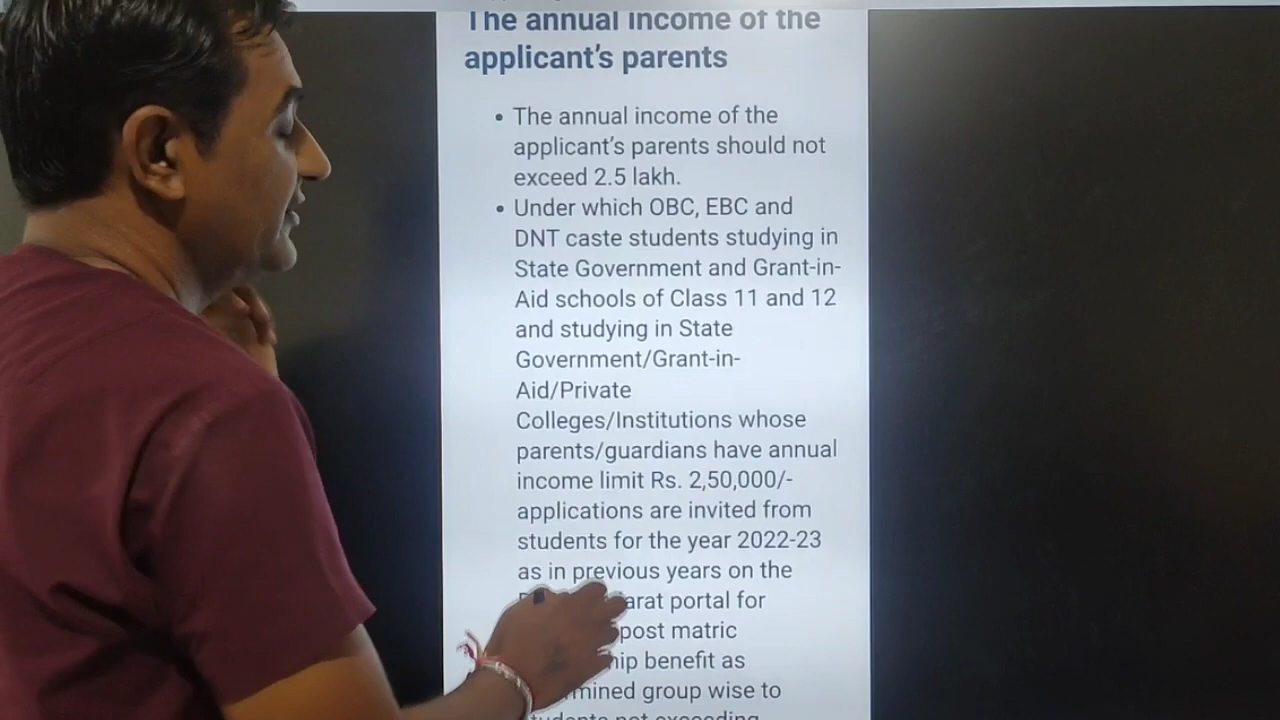 The annual income of the
applicant's parents
• The annual income of the
applicant's parents should not
exceed 2.5 lakh.
• Under which OBC, EBC and
DNT caste students studying in
State Government and Grant-in-
Aid schools of Class 11 and 12
and studying in State
Government/Grant-in-
Aid/Private
Colleges/Institutions whose
parents/guardians have annual
income limit Rs. 2,50,000/-
applications are invited from
students for the year 2022-23
as in previous years on the
arat portal for
post matric
hip benefit as
mined group wise to
students not exceeding